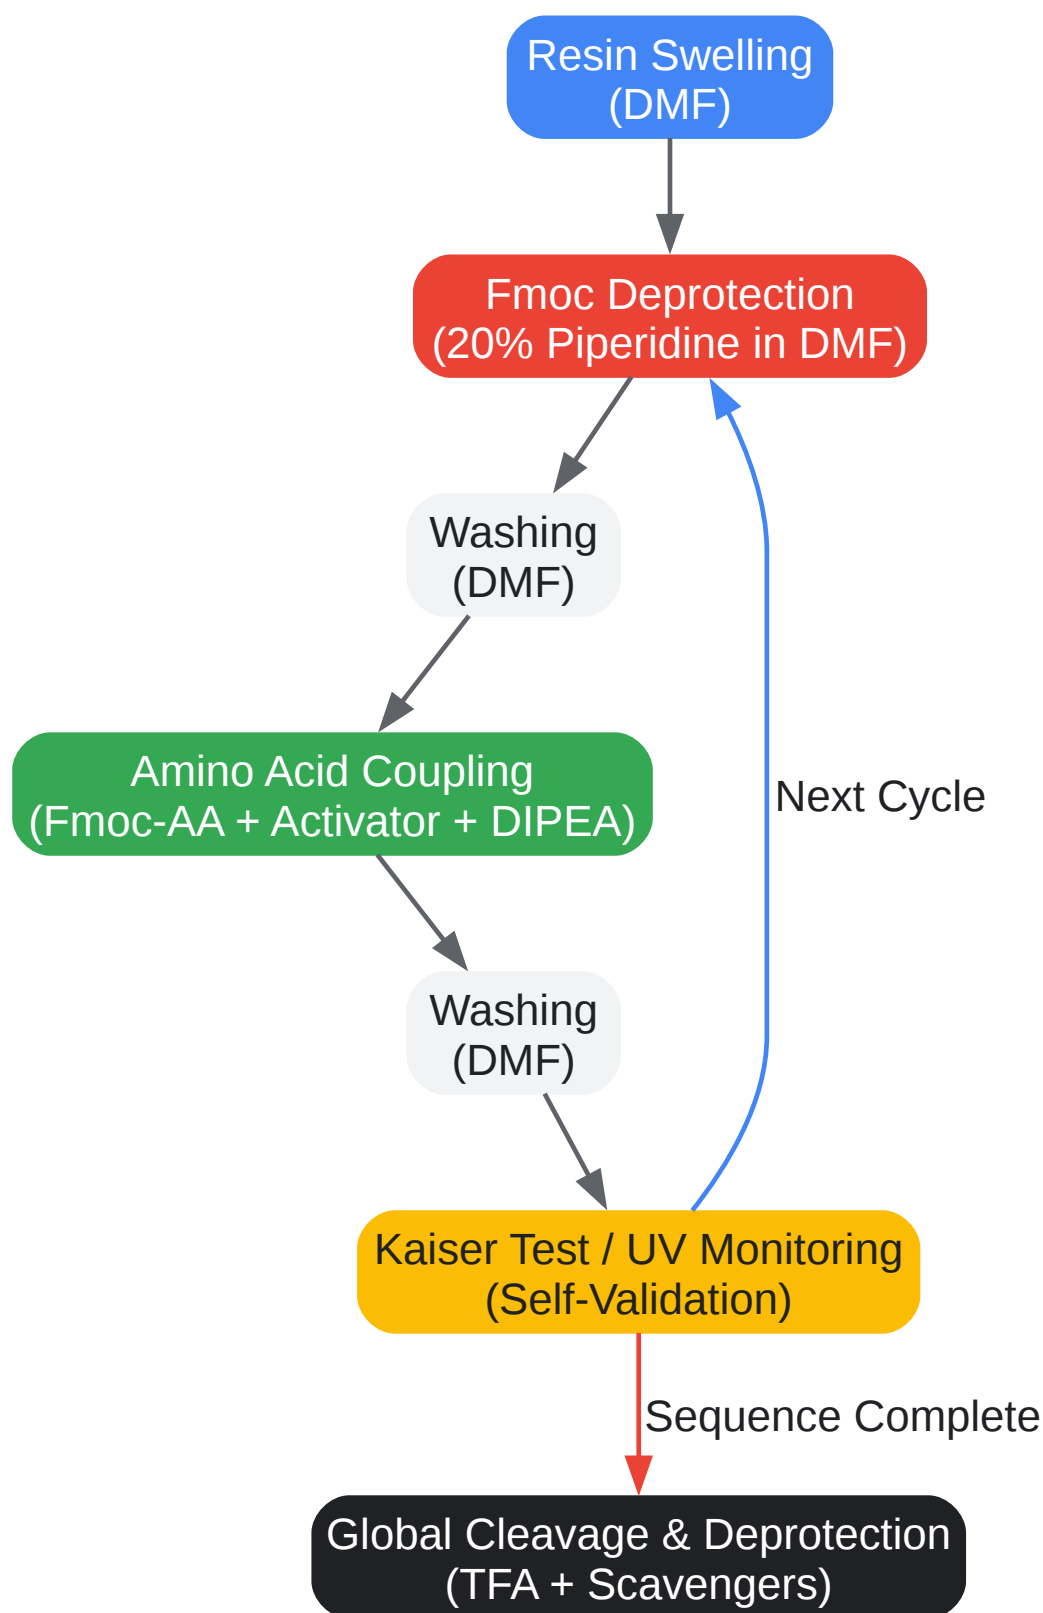 Resin Swelling
(DMF)
Fmoc Deprotection
(20% Piperidine in DMF)
Washing
(DMF)
Amino Acid Coupling
(Fmoc-AA + Activator + DIPEA)
Next Cycle
Washing
(DMF)
Kaiser Test / UV Monitoring
(Self-Validation)
Sequence Complete
Global Cleavage & Deprotection
(TFA + Scavengers)